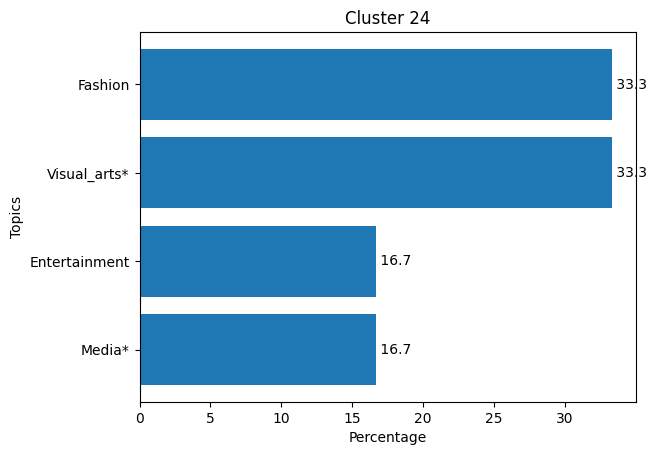 Cluster 24
Fashion
33.3
Visual_arts*
33.3
Entertainment
16.7
Media*
16.7
Topics
0 5 10 15 20 25 30
Percentage